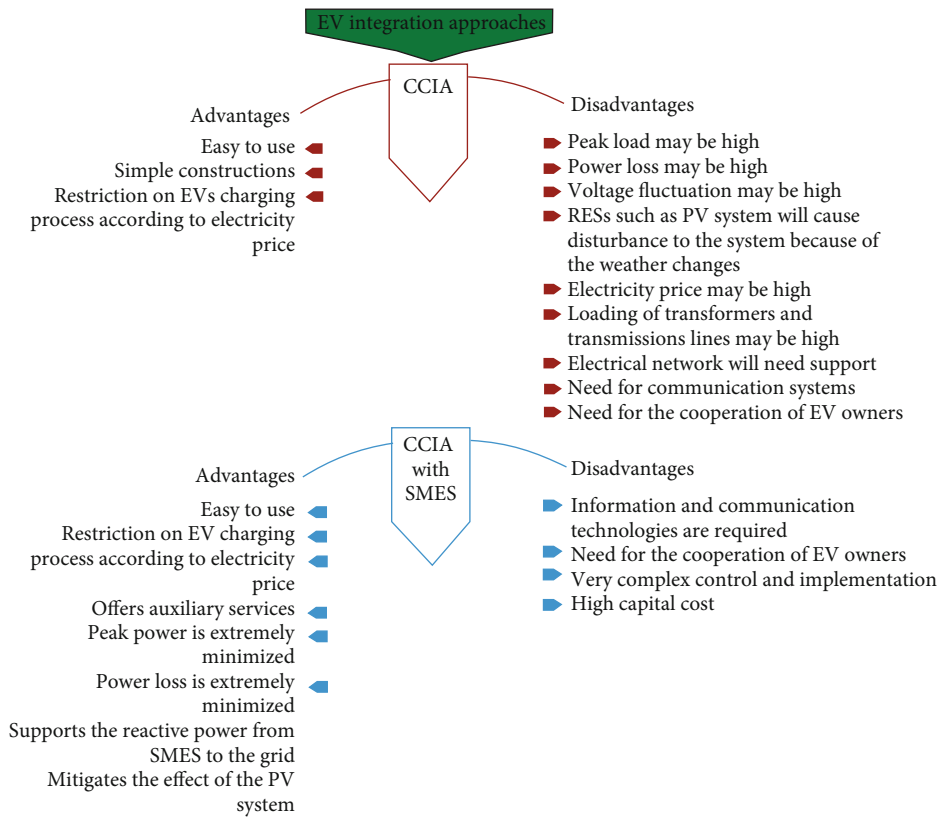 EV integration approaches
CCIA
Advantages
Easy to use
Simple constructions
Restriction on EVs charging
process according to electricity
price
Disadvantages
Peak load may be high
Power loss may be high
Voltage fluctuation may be high
RESs such as PV system will cause
disturbance to the system because of
the weather changes
Electricity price may be high
Loading of transformers and
transmissions lines may be high
Electrical network will need support
Need for communication systems
Need for the cooperation of EV owners
CCIA
with
SMES
Advantages
Easy to use
Restriction on EV charging
process according to electricity
price
Offers auxiliary services
Peak power is extremely
minimized
Power loss is extremely
minimized
Supports the reactive power from
SMES to the grid
Mitigates the effect of the PV
system
Disadvantages
Information and communication
technologies are required
Need for the cooperation of EV owners
Very complex control and implementation
High capital cost